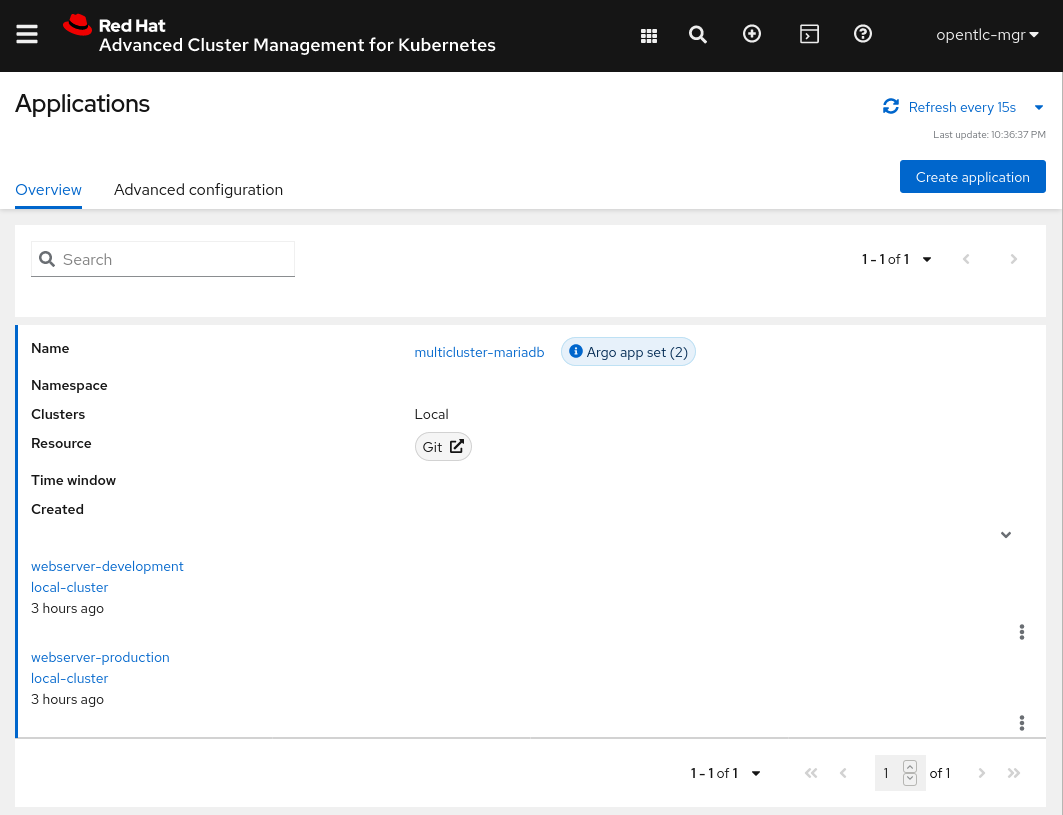 Red Hat
Advanced Cluster Management for Kubernetes
opentlc-mgr
Applications
Refresh every 15s
Last update: 10:36:37 PM
Overview
Advanced configuration
Create application
Search
1 - 1 of 1
Name
multicluster-mariadb
Argo app set (2)
Namespace
Clusters
Local
Resource
Git
Time window
Created
webserver-development
local-cluster
3 hours ago
webserver-production
local-cluster
3 hours ago
1 - 1 of 1
1
of 1